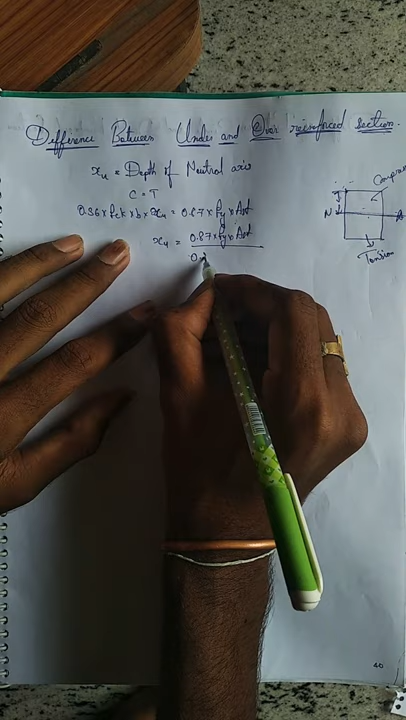 Difference Between Under and Over reinforced section.
xu = Depth of Neutral axis
C = T
0.36 x fck x b x xu = 0.87 x fy x Ast
xu = 0.87 x fy x Ast
0.
N
A
Tension
40